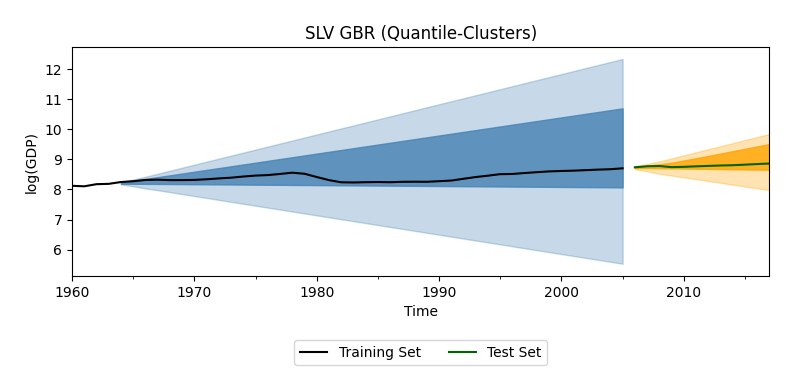 SLV GBR (Quantile-Clusters)
12
11
10
9
8
7
6
log(GDP)
1960 1970 1980 1990 2000 2010
Time
Training Set Test Set